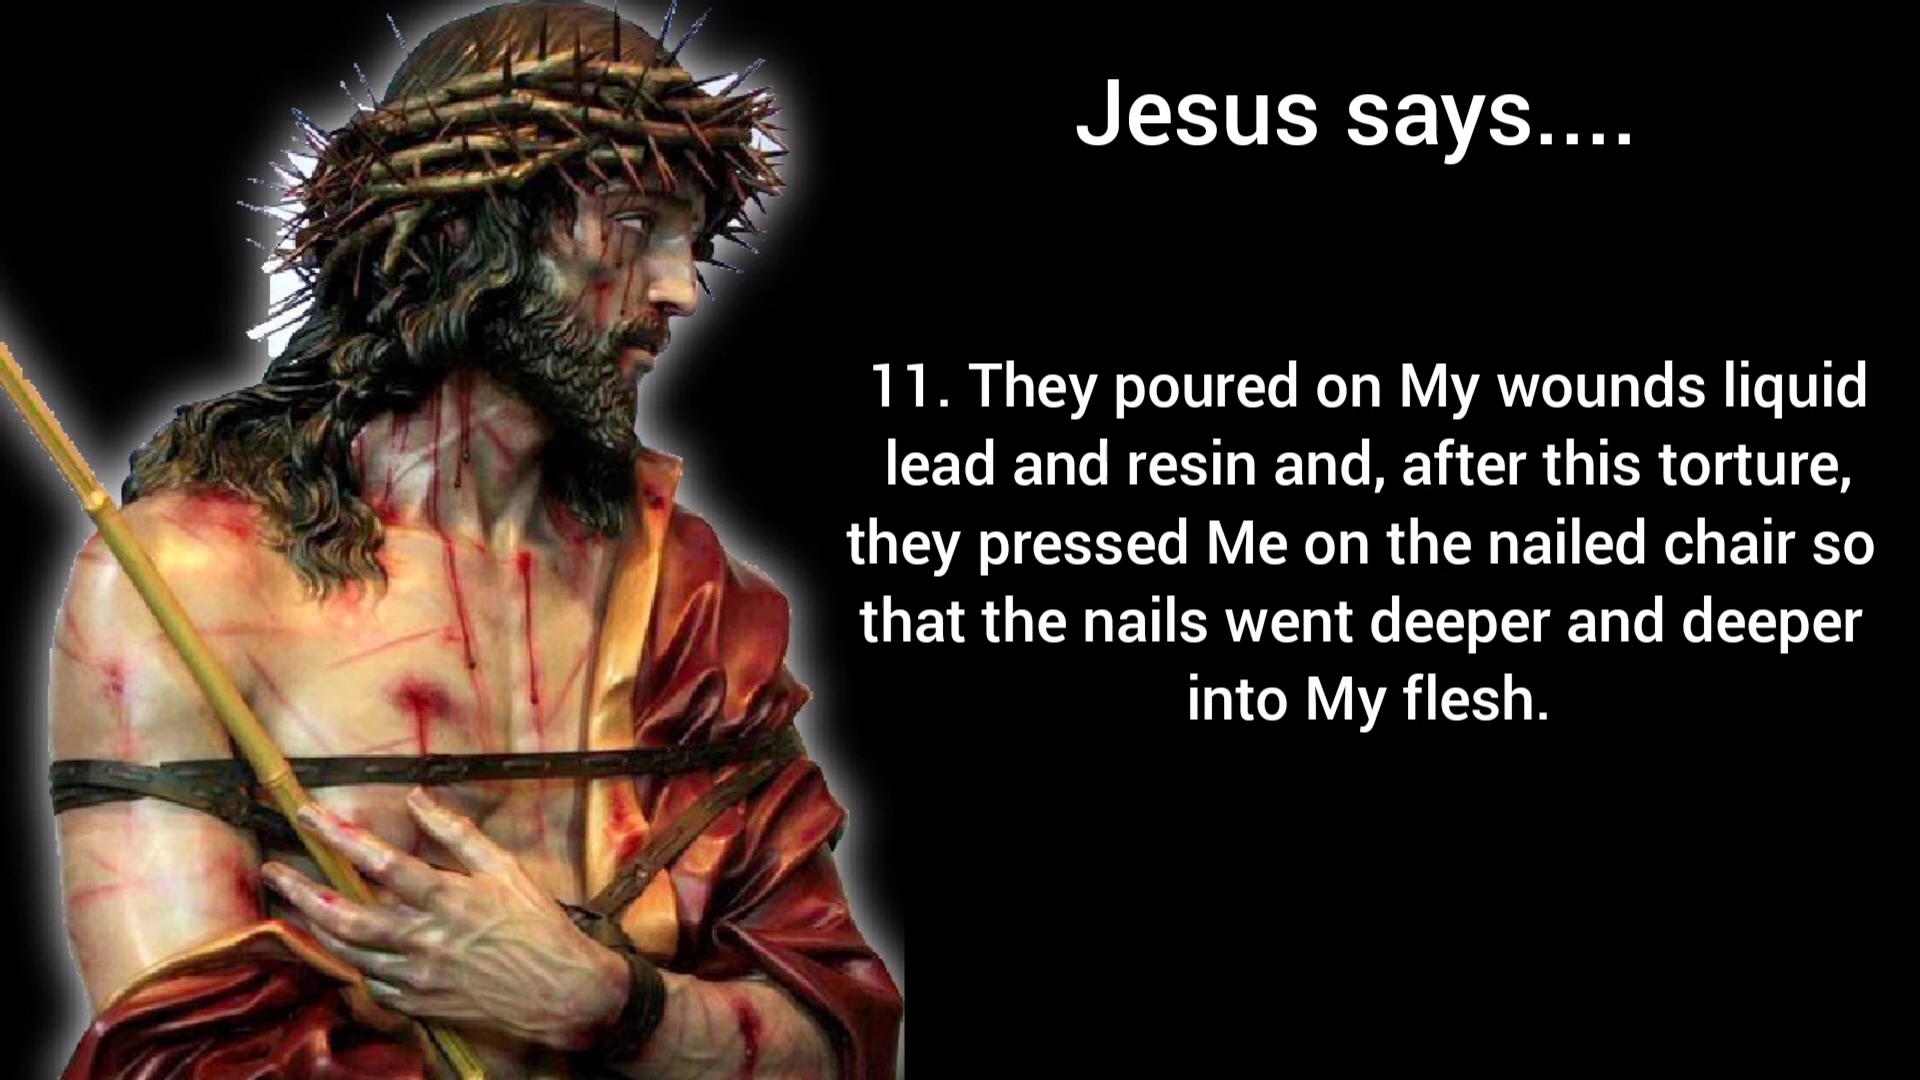 Jesus says....
11. They poured on My wounds liquid
lead and resin and, after this torture,
they pressed Me on the nailed chair so
that the nails went deeper and deeper
into My flesh.